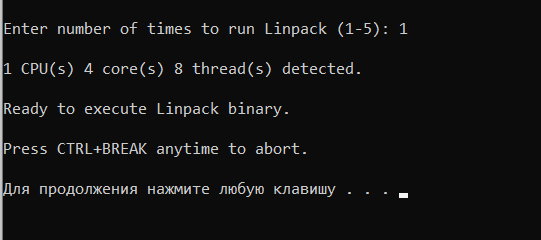 Enter number of times to run Linpack (1-5): 1
1 CPU(s) 4 core(s) 8 thread(s) detected.
Ready to execute Linpack binary.
Press CTRL+BREAK anytime to abort.
Для продолжения нажмите любую клавишу . . .